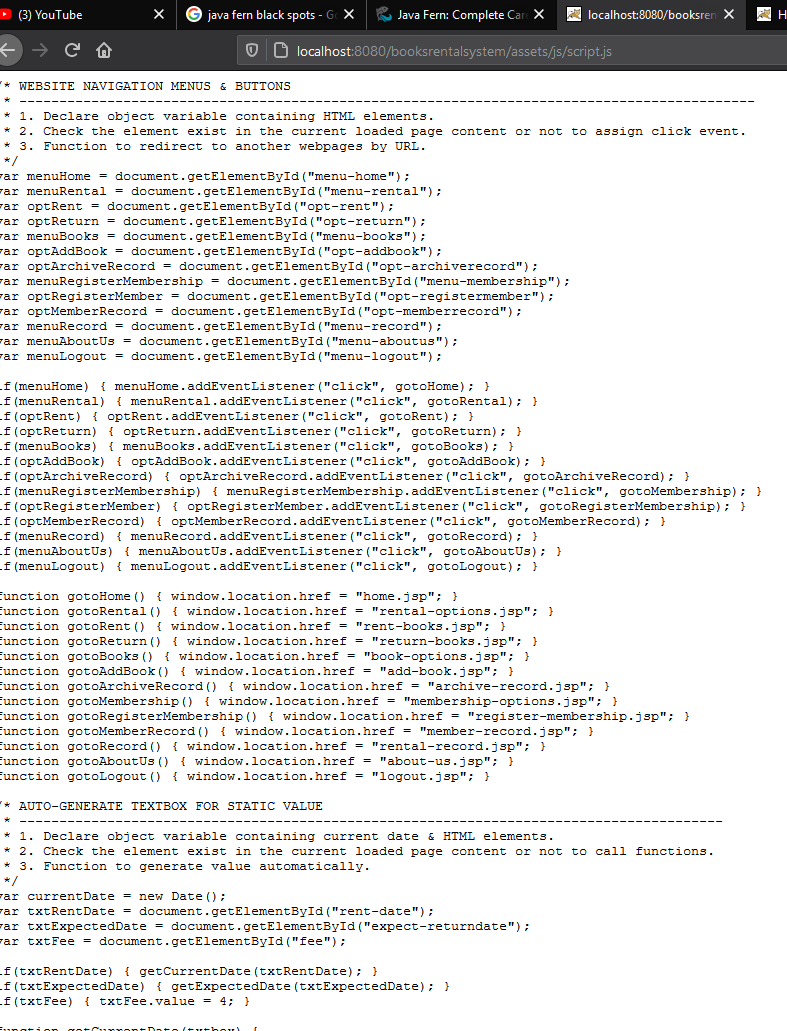 (3) YouTube
java fern black spots - Go
Java Fern: Complete Care
localhost:8080/booksren
H
localhost:8080/booksrentalsystem/assets/js/script.js
/* WEBSITE NAVIGATION MENUS & BUTTONS
* ---------------------------------------------------------------------------------------------
* 1. Declare object variable containing HTML elements.
* 2. Check the element exist in the current loaded page content or not to assign click event.
* 3. Function to redirect to another webpages by URL.
*/
var menuHome = document.getElementById("menu-home");
var menuRental = document.getElementById("menu-rental");
var optRent = document.getElementById("opt-rent");
var optReturn = document.getElementById("opt-return");
var menuBooks = document.getElementById("menu-books");
var optAddBook = document.getElementById("opt-addbook");
var optArchiveRecord = document.getElementById("opt-archiverecord");
var menuRegisterMembership = document.getElementById("menu-membership");
var optRegisterMember = document.getElementById("opt-registermember");
var optMemberRecord = document.getElementById("opt-memberrecord");
var menuRecord = document.getElementById("menu-record");
var menuAboutUs = document.getElementById("menu-aboutus");
var menuLogout = document.getElementById("menu-logout");
if(menuHome) { menuHome.addEventListener("click", gotoHome); }
if(menuRental) { menuRental.addEventListener("click", gotoRental); }
if(optRent) { optRent.addEventListener("click", gotoRent); }
if(optReturn) { optReturn.addEventListener("click", gotoReturn); }
if(menuBooks) { menuBooks.addEventListener("click", gotoBooks); }
if(optAddBook) { optAddBook.addEventListener("click", gotoAddBook); }
if(optArchiveRecord) { optArchiveRecord.addEventListener("click", gotoArchiveRecord); }
if(menuRegisterMembership) { menuRegisterMembership.addEventListener("click", gotoMembership); }
if(optRegisterMember) { optRegisterMember.addEventListener("click", gotoRegisterMembership); }
if(optMemberRecord) { optMemberRecord.addEventListener("click", gotoMemberRecord); }
if(menuRecord) { menuRecord.addEventListener("click", gotoRecord); }
if(menuAboutUs) { menuAboutUs.addEventListener("click", gotoAboutUs); }
if(menuLogout) { menuLogout.addEventListener("click", gotoLogout); }
function gotoHome() { window.location.href = "home.jsp"; }
function gotoRental() { window.location.href = "rental-options.jsp"; }
function gotoRent() { window.location.href = "rent-books.jsp"; }
function gotoReturn() { window.location.href = "return-books.jsp"; }
function gotoBooks() { window.location.href = "book-options.jsp"; }
function gotoAddBook() { window.location.href = "add-book.jsp"; }
function gotoArchiveRecord() { window.location.href = "archive-record.jsp"; }
function gotoMembership() { window.location.href = "membership-options.jsp"; }
function gotoRegisterMembership() { window.location.href = "register-membership.jsp"; }
function gotoMemberRecord() { window.location.href = "member-record.jsp"; }
function gotoRecord() { window.location.href = "rental-record.jsp"; }
function gotoAboutUs() { window.location.href = "about-us.jsp"; }
function gotoLogout() { window.location.href = "logout.jsp"; }
/* AUTO-GENERATE TEXTBOX FOR STATIC VALUE
* -----------------------------------------------------------------------------------------
* 1. Declare object variable containing current date & HTML elements.
* 2. Check the element exist in the current loaded page content or not to call functions.
* 3. Function to generate value automatically.
*/
var currentDate = new Date();
var txtRentDate = document.getElementById("rent-date");
var txtExpectedDate = document.getElementById("expect-returndate");
var txtFee = document.getElementById("fee");
if(txtRentDate) { getCurrentDate(txtRentDate); }
if(txtExpectedDate) { getExpectedDate(txtExpectedDate); }
if(txtFee) { txtFee.value = 4; }
function getCurrentDate(txtbox) {